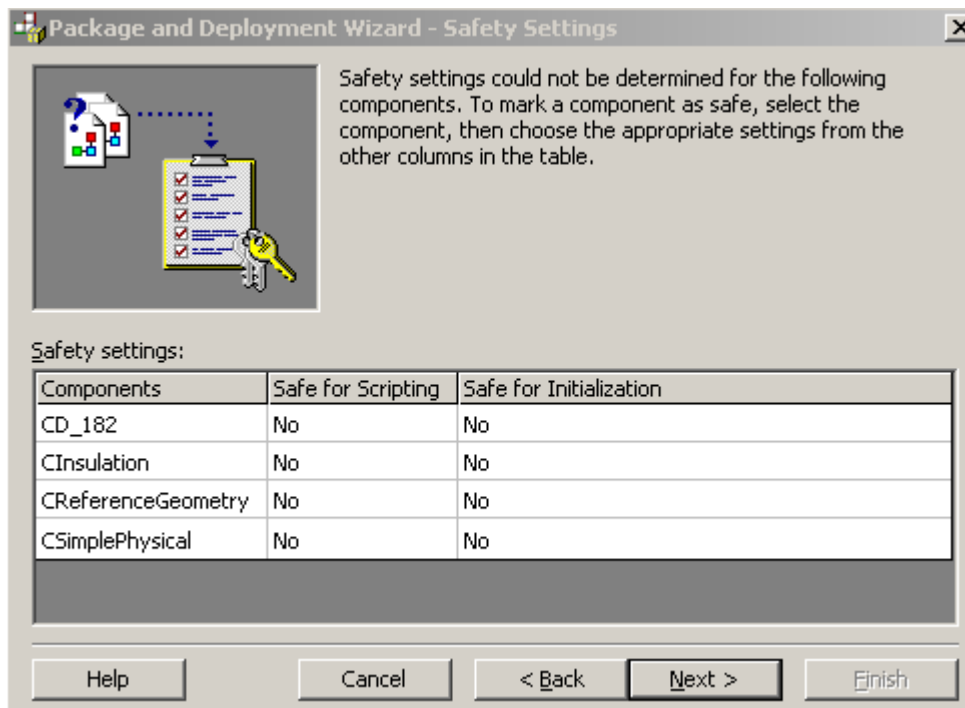 Package and Deployment Wizard - Safety Settings
Safety settings could not be determined for the following
components. To mark a component as safe, select the
component, then choose the appropriate settings from the
other columns in the table.
Safety settings:
Components Safe for Scripting Safe for Initialization
CD_182 No No
CInsulation No No
CReferenceGeometry No No
CSimplePhysical No No
Help Cancel < Back Next > Finish